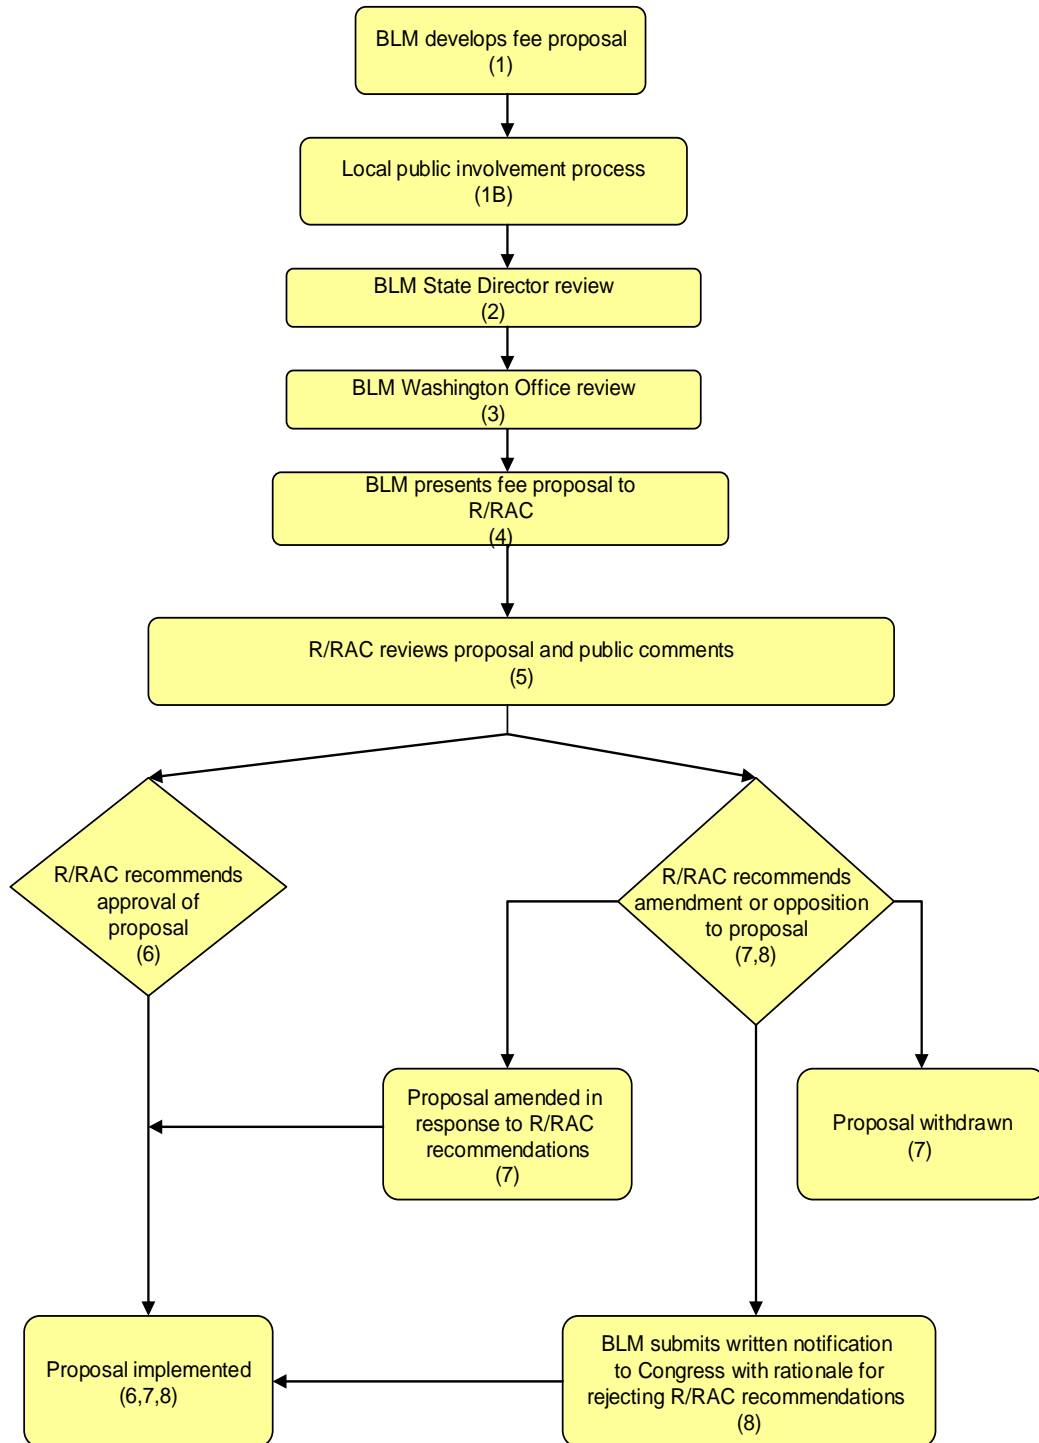 BLM develops fee proposal
(1)
Local public involvement process
(1B)
BLM State Director review
(2)
BLM Washington Office review
(3)
BLM presents fee proposal to
R/RAC
(4)
R/RAC reviews proposal and public comments
(5)
R/RAC recommends
approval of
proposal
(6)
R/RAC recommends
amendment or opposition
to proposal
(7,8)
Proposal amended in
response to R/RAC
recommendations
(7)
Proposal withdrawn
(7)
Proposal implemented
(6,7,8)
BLM submits written notification
to Congress with rationale for
rejecting R/RAC recommendations
(8)